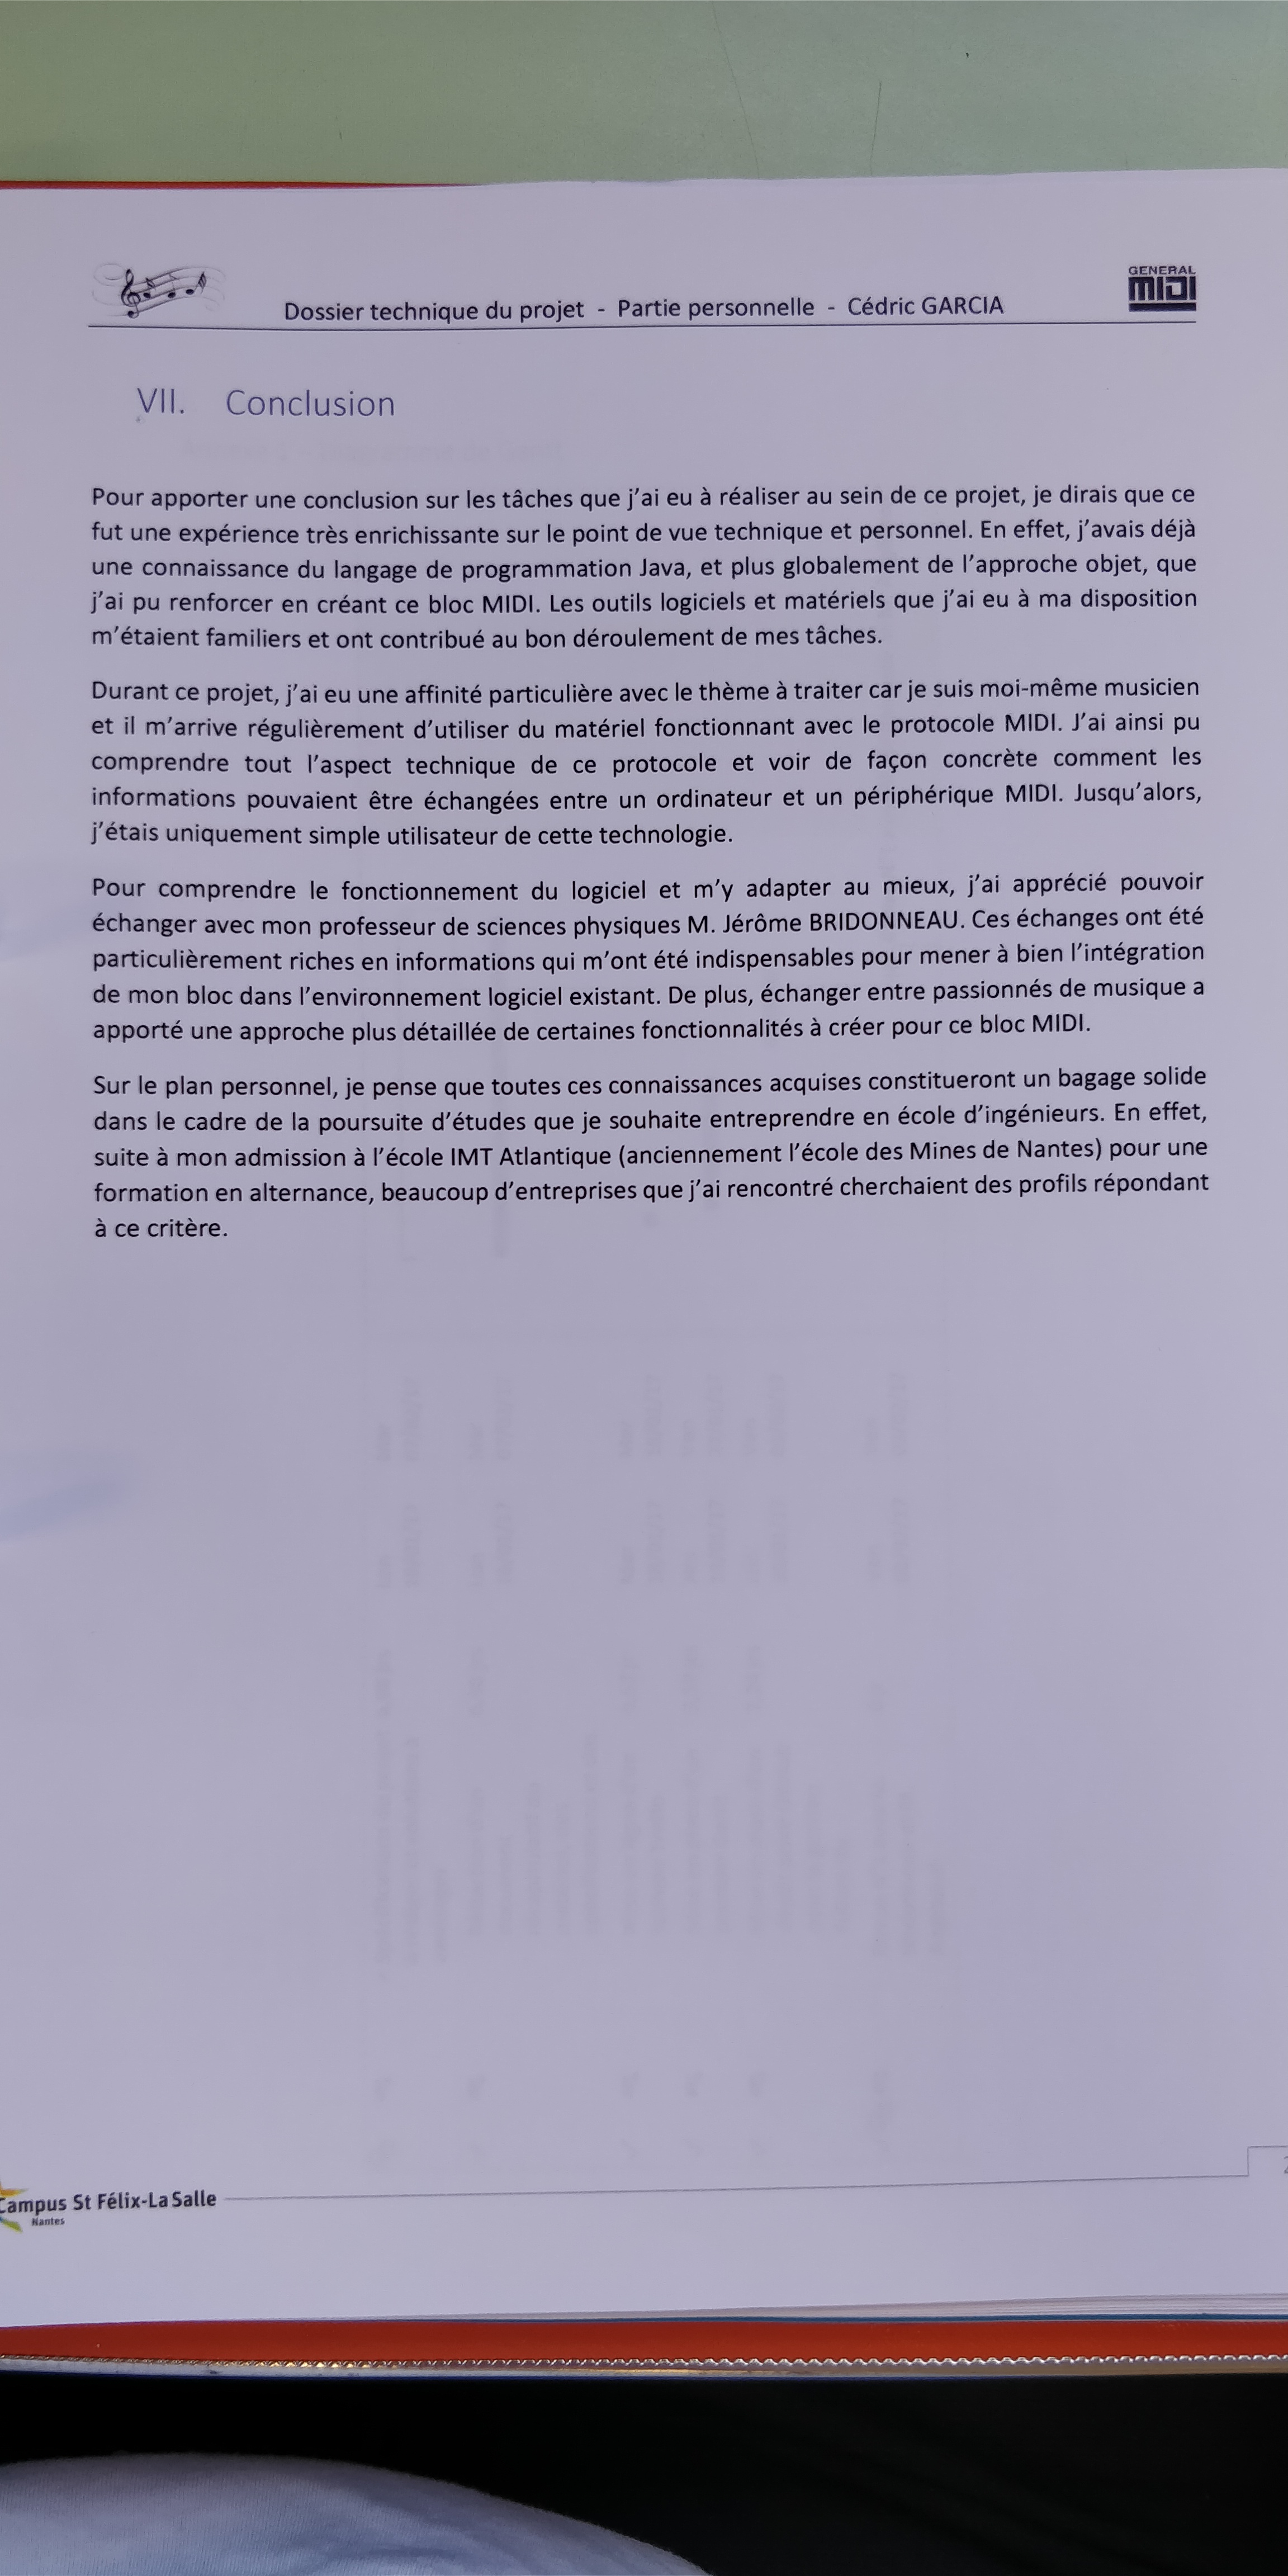 GENERAL
MIDI
Dossier technique du projet - Partie personnelle - Cédric GARCIA
VII. Conclusion
Pour apporter une conclusion sur les tâches que j'ai eu à réaliser au sein de ce projet, je dirais que ce
fut une expérience très enrichissante sur le point de vue technique et personnel. En effet, j'avais déjà
une connaissance du langage de programmation Java, et plus globalement de l'approche objet, que
j'ai pu renforcer en créant ce bloc MIDI. Les outils logiciels et matériels que j'ai eu à ma disposition
m'étaient familiers et ont contribué au bon déroulement de mes tâches.
Durant ce projet, j'ai eu une affinité particulière avec le thème à traiter car je suis moi-même musicien
et il m'arrive régulièrement d'utiliser du matériel fonctionnant avec le protocole MIDI. J'ai ainsi pu
comprendre tout l'aspect technique de ce protocole et voir de façon concrète comment les
informations pouvaient être échangées entre un ordinateur et un périphérique MIDI. Jusqu'alors,
j'étais uniquement simple utilisateur de cette technologie.
Pour comprendre le fonctionnement du logiciel et m'y adapter au mieux, j'ai apprécié pouvoir
échanger avec mon professeur de sciences physiques M. Jérôme BRIDONNEAU. Ces échanges ont été
particulièrement riches en informations qui m'ont été indispensables pour mener à bien l'intégration
de mon bloc dans l'environnement logiciel existant. De plus, échanger entre passionnés de musique a
apporté une approche plus détaillée de certaines fonctionnalités à créer pour ce bloc MIDI.
Sur le plan personnel, je pense que toutes ces connaissances acquises constitueront un bagage solide
dans le cadre de la poursuite d'études que je souhaite entreprendre en école d'ingénieurs. En effet,
suite à mon admission à l'école IMT Atlantique (anciennement l'école des Mines de Nantes) pour une
formation en alternance, beaucoup d'entreprises que j'ai rencontré cherchaient des profils répondant
à ce critère.
Campus St Félix-La Salle
Nantes